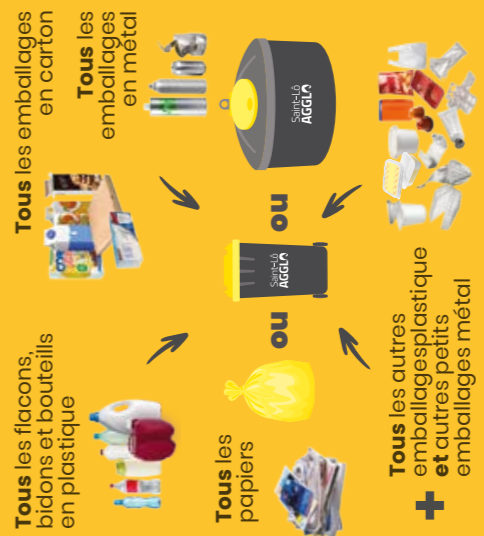 Tous les flacons,
bidons et bouteills
en plastique
Tous les emballages
en carton
Tous les
emballages
en métal
Tous les
papiers
ou
Saint-Lô
AGGLO
ou
Saint-Lô
AGGLO
+
Tous les autres
emballagesplastique
et autres petits
emballages métal